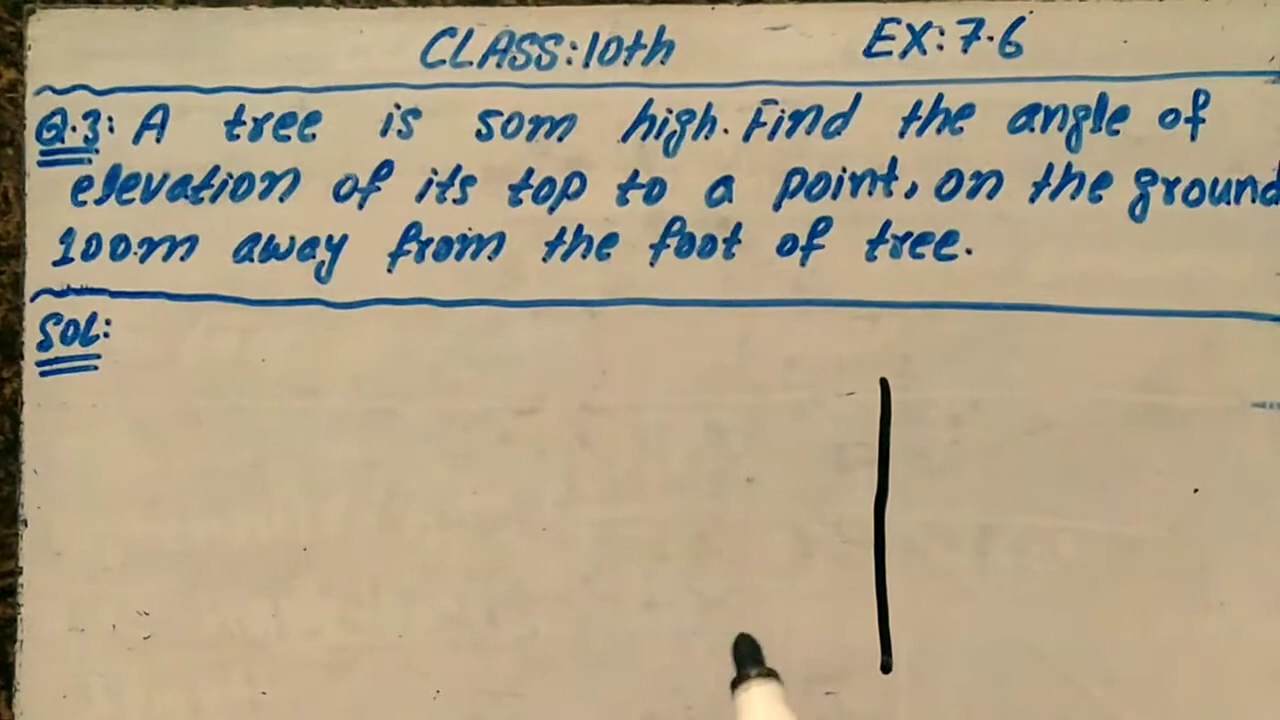 CLASS:10th EX:7.6
Q.3: A tree is 50m high. Find the angle of
elevation of its top to a point, on the ground
100m away from the foot of tree.
SOL: